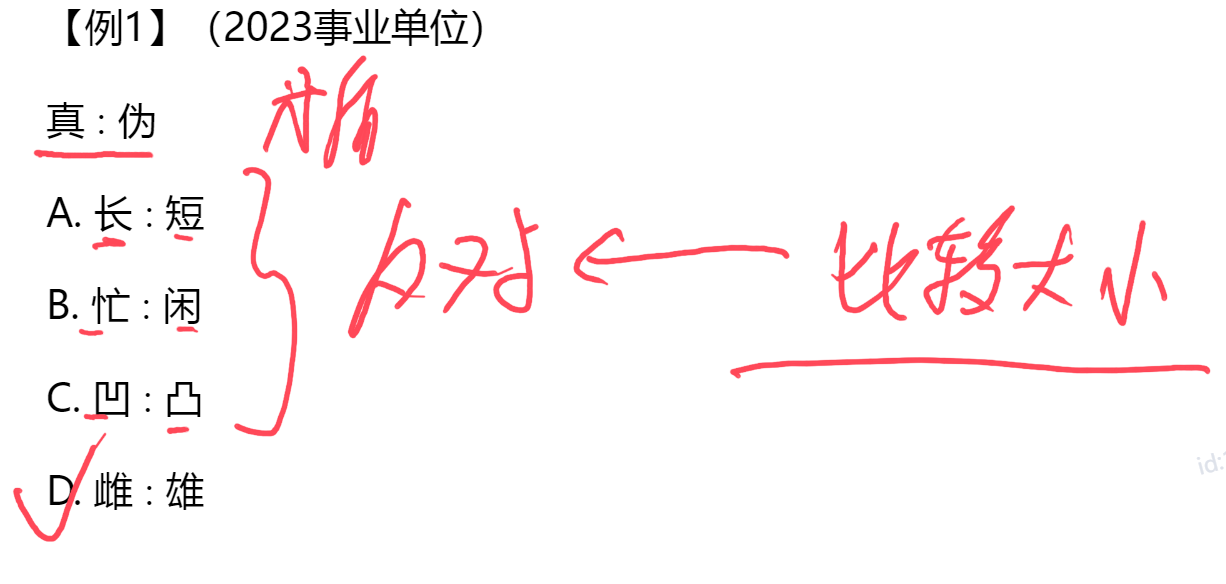 【例1】（2023事业单位）
真 : 伪
矛盾
A. 长 : 短
B. 忙 : 闲
反对
比较大小
C. 凹 : 凸
D. 雌 : 雄
id: